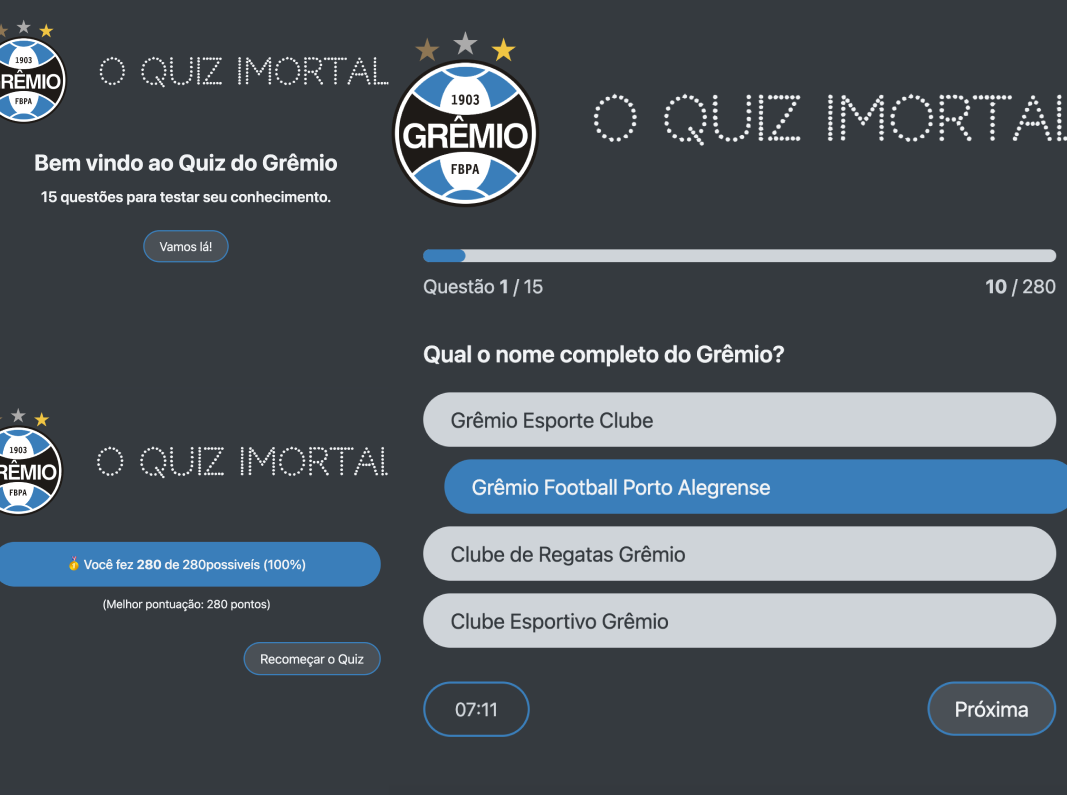 1903
GRÊMIO
FBPA
O QUIZ IMORTAL
Bem vindo ao Quiz do Grêmio
15 questões para testar seu conhecimento.
Vamos lá!
1903
GRÊMIO
FBPA
O QUIZ IMORTAL
🥇 Você fez 280 de 280possiveís (100%)
(Melhor pontuação: 280 pontos)
Recomeçar o Quiz
1903
GRÊMIO
FBPA
O QUIZ IMORTAL
Questão 1 / 15
10 / 280
Qual o nome completo do Grêmio?
Grêmio Esporte Clube
Grêmio Football Porto Alegrense
Clube de Regatas Grêmio
Clube Esportivo Grêmio
07:11
Próxima